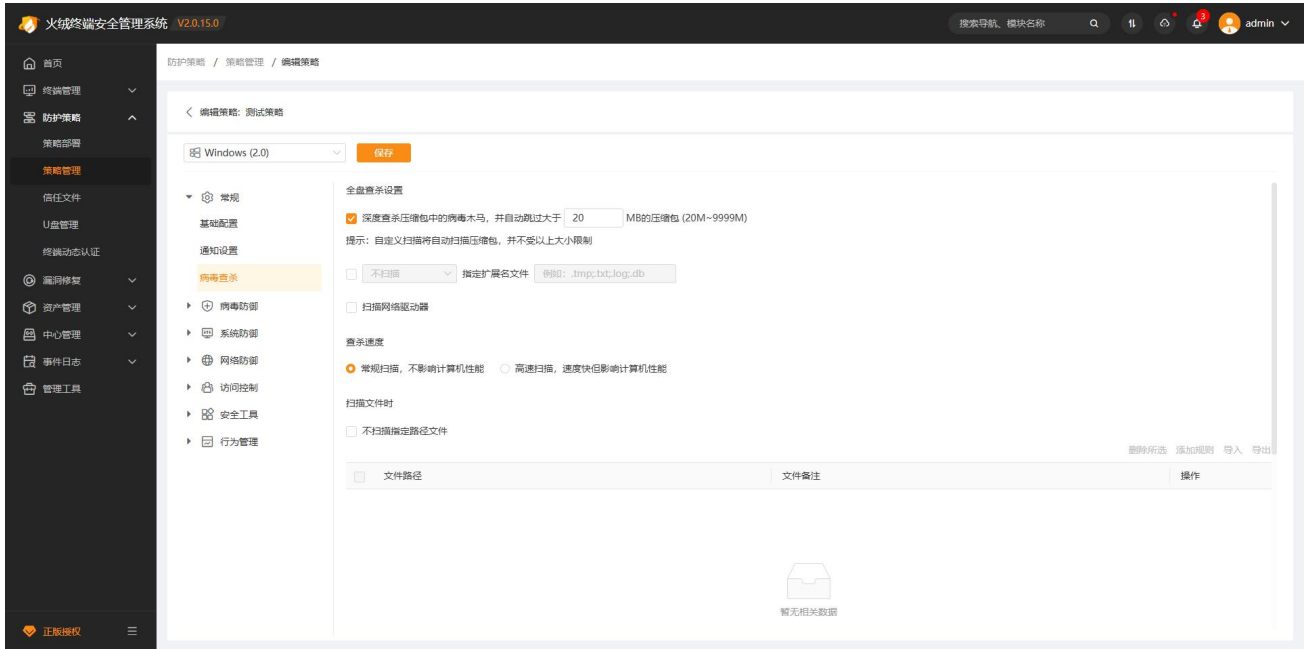 火绒终端安全管理系统 V2.0.15.0
搜索导航、模块名称
3
admin
首页
终端管理
防护策略
策略部署
策略管理
信任文件
U盘管理
终端动态认证
漏洞修复
资产管理
中心管理
事件日志
管理工具
正版授权
防护策略 / 策略管理 / 编辑策略
编辑策略: 测试策略
Windows (2.0)
保存
常规
基础配置
通知设置
病毒查杀
病毒防御
系统防御
网络防御
访问控制
安全工具
行为管理
全盘查杀设置
深度查杀压缩包中的病毒木马，并自动跳过大于 20 MB的压缩包 (20M~9999M)
提示：自定义扫描将自动扫描压缩包，并不受以上大小限制
不扫描 指定扩展名文件 例如：.tmp;.txt;.log;.db
扫描网络驱动器
查杀速度
常规扫描，不影响计算机性能 高速扫描，速度快但影响计算机性能
扫描文件时
不扫描指定路径文件
删除所选 添加规则 导入 导出
文件路径 文件备注 操作
暂无相关数据